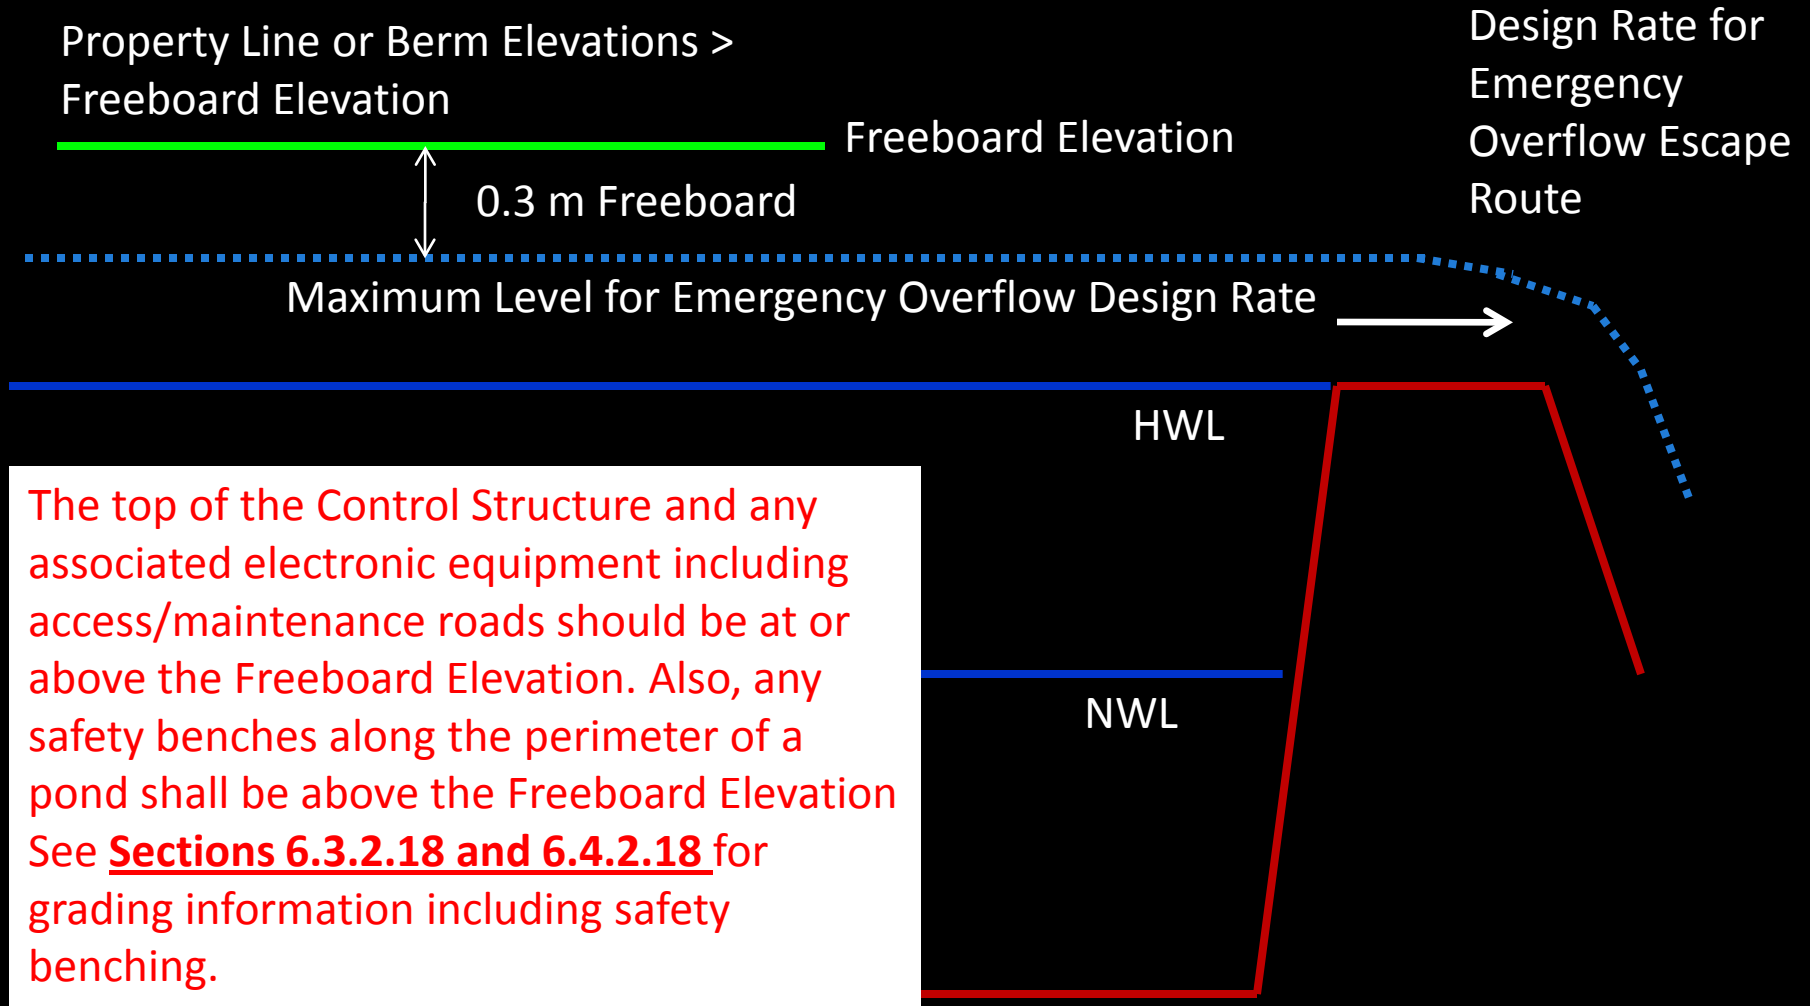 Property Line or Berm Elevations >
Freeboard Elevation
Design Rate for
Emergency
Overflow Escape
Route
Freeboard Elevation
0.3 m Freeboard
Maximum Level for Emergency Overflow Design Rate
HWL
The top of the Control Structure and any
associated electronic equipment including
access/maintenance roads should be at or
above the Freeboard Elevation. Also, any
safety benches along the perimeter of a
pond shall be above the Freeboard Elevation
See Sections 6.3.2.18 and 6.4.2.18 for
grading information including safety
benching.
NWL